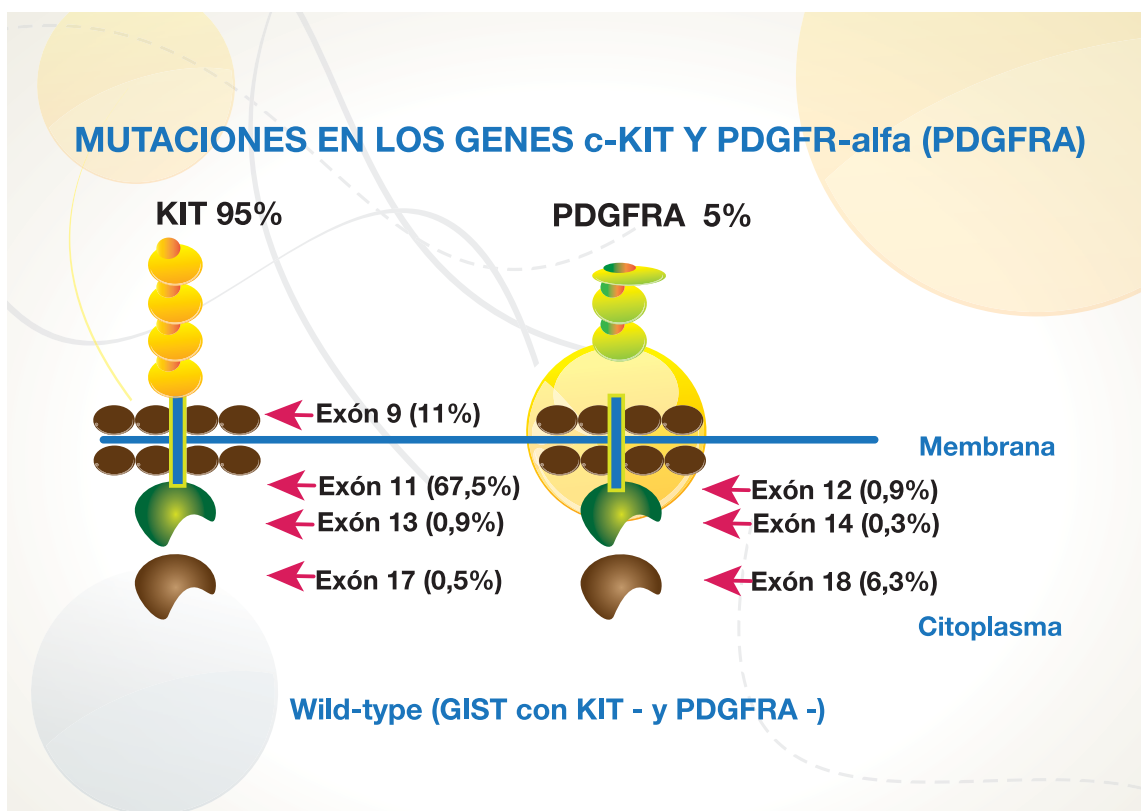 MUTACIONES EN LOS GENES c-KIT Y PDGFR-alfa (PDGFRA)
KIT 95%
PDGFRA 5%
Exón 9 (11%)
Membrana
Exón 11 (67,5%)
Exón 12 (0,9%)
Exón 13 (0,9%)
Exón 14 (0,3%)
Exón 17 (0,5%)
Exón 18 (6,3%)
Citoplasma
Wild-type (GIST con KIT - y PDGFRA -)